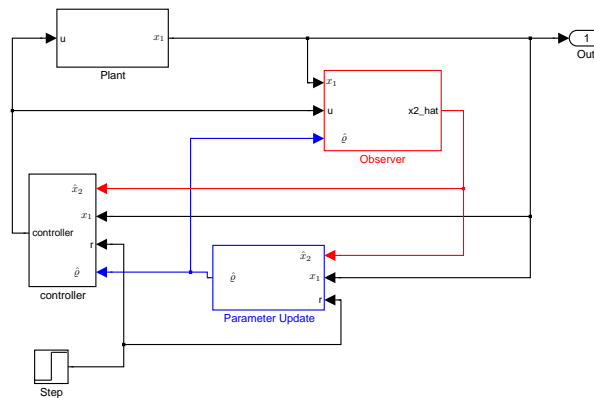 u
x₁
Plant
1
Out
x₁
u
x2_hat
ϱ̂
Observer
x̂₂
x₁
controller
r
ϱ̂
controller
x̂₂
ϱ̂
x₁
r
Parameter Update
Step